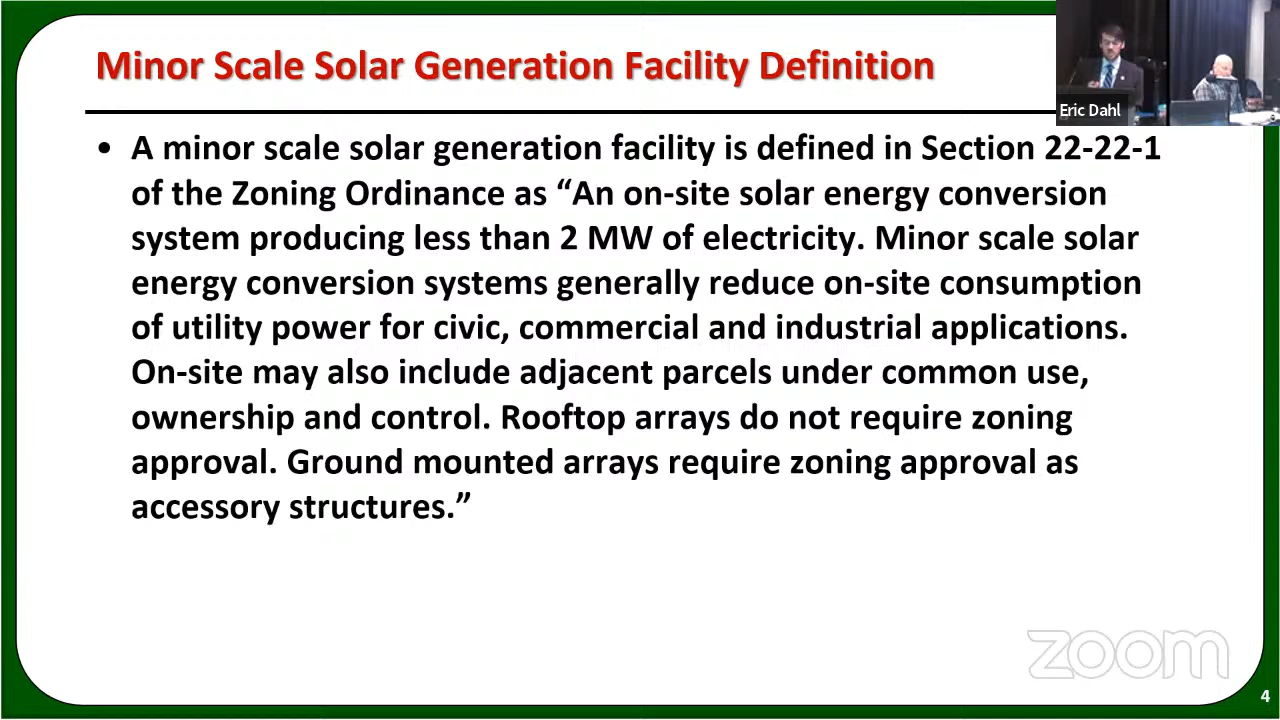 Minor Scale Solar Generation Facility Definition
Eric Dahl
• A minor scale solar generation facility is defined in Section 22-22-1
of the Zoning Ordinance as “An on-site solar energy conversion
system producing less than 2 MW of electricity. Minor scale solar
energy conversion systems generally reduce on-site consumption
of utility power for civic, commercial and industrial applications.
On-site may also include adjacent parcels under common use,
ownership and control. Rooftop arrays do not require zoning
approval. Ground mounted arrays require zoning approval as
accessory structures.”
zoom
4